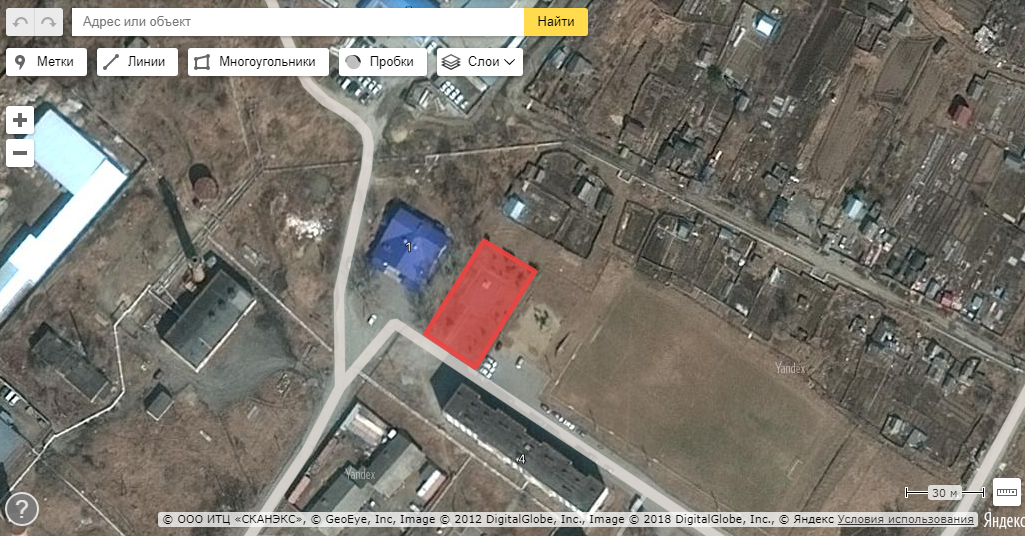 Адрес или объект
Найти
Метки
Линии
Многоугольники
Пробки
Слои
1
Yandex
4
Yandex
30 м
?
© ООО ИТЦ «СКАНЭКС», © GeoEye, Inc, Image © 2012 DigitalGlobe, Inc., Image © 2018 DigitalGlobe, Inc., © Яндекс Условия использования
Яндекс